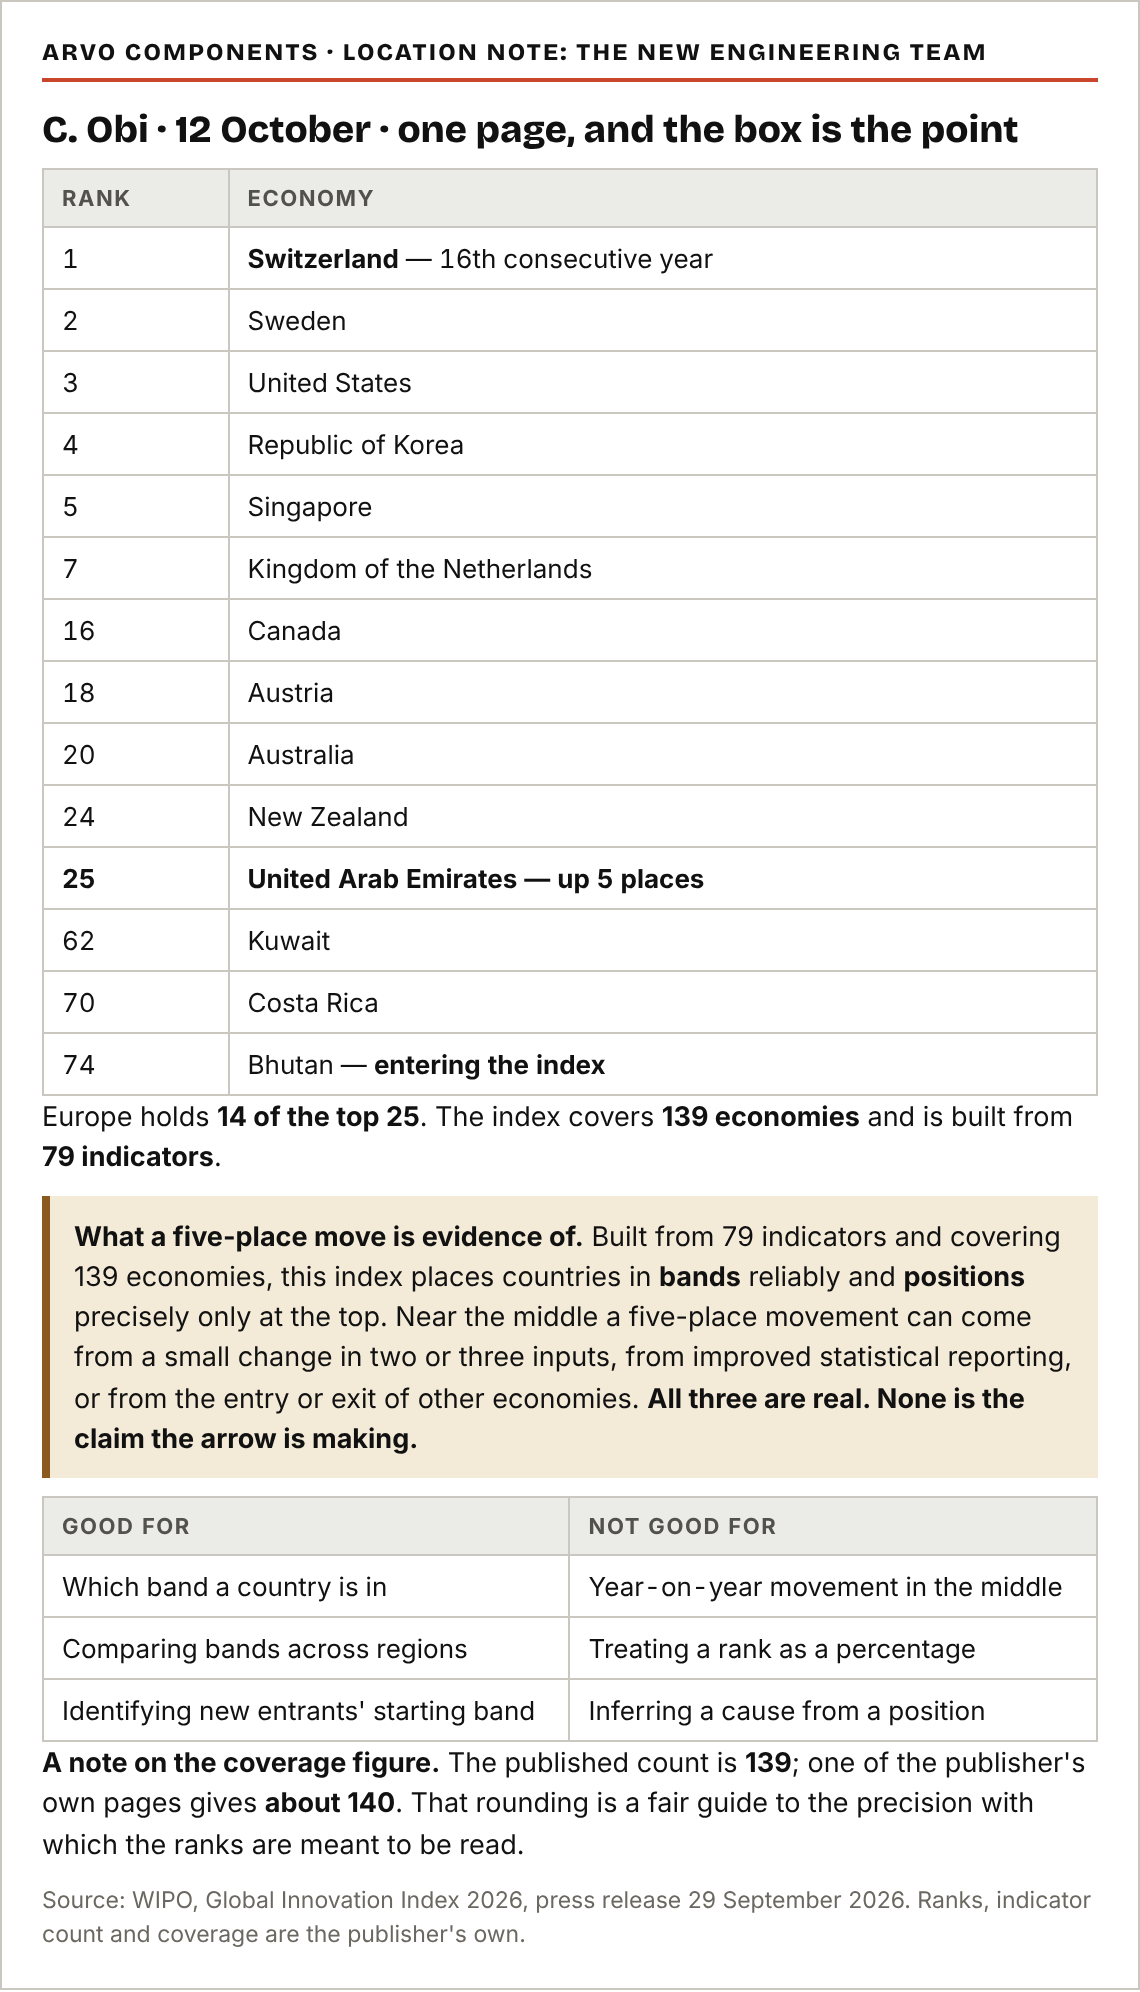 ARVO COMPONENTS · LOCATION NOTE: THE NEW ENGINEERING TEAM
C. Obi · 12 October · one page, and the box is the point
RANK ECONOMY
1 Switzerland — 16th consecutive year
2 Sweden
3 United States
4 Republic of Korea
5 Singapore
7 Kingdom of the Netherlands
16 Canada
18 Austria
20 Australia
24 New Zealand
25 United Arab Emirates — up 5 places
62 Kuwait
70 Costa Rica
74 Bhutan — entering the index
Europe holds 14 of the top 25. The index covers 139 economies and is built from
79 indicators.
What a five-place move is evidence of. Built from 79 indicators and covering
139 economies, this index places countries in bands reliably and positions
precisely only at the top. Near the middle a five-place movement can come
from a small change in two or three inputs, from improved statistical reporting,
or from the entry or exit of other economies. All three are real. None is the
claim the arrow is making.
GOOD FOR NOT GOOD FOR
Which band a country is in Year-on-year movement in the middle
Comparing bands across regions Treating a rank as a percentage
Identifying new entrants' starting band Inferring a cause from a position
A note on the coverage figure. The published count is 139; one of the publisher's
own pages gives about 140. That rounding is a fair guide to the precision with
which the ranks are meant to be read.
Source: WIPO, Global Innovation Index 2026, press release 29 September 2026. Ranks, indicator
count and coverage are the publisher's own.